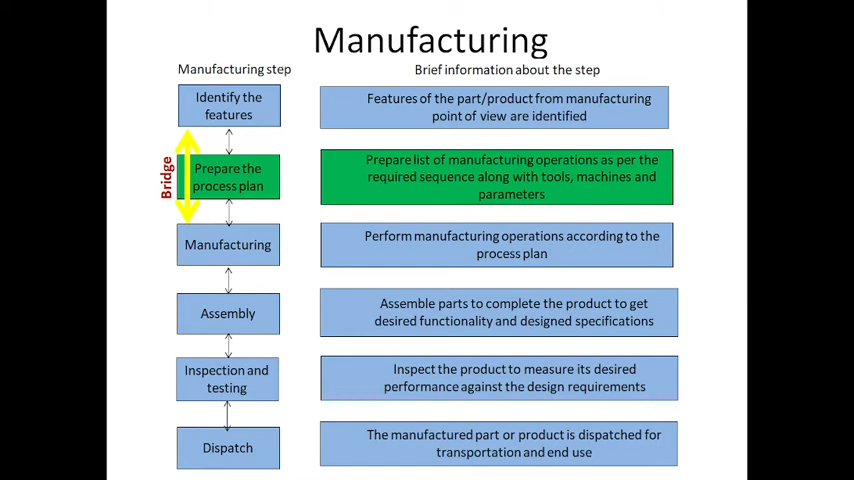 Manufacturing
Manufacturing step
Brief information about the step
Identify the
features
Features of the part/product from manufacturing
point of view are identified
Bridge
Prepare the
process plan
Prepare list of manufacturing operations as per the
required sequence along with tools, machines and
parameters
Manufacturing
Perform manufacturing operations according to the
process plan
Assembly
Assemble parts to complete the product to get
desired functionality and designed specifications
Inspection and
testing
Inspect the product to measure its desired
performance against the design requirements
Dispatch
The manufactured part or product is dispatched for
transportation and end use